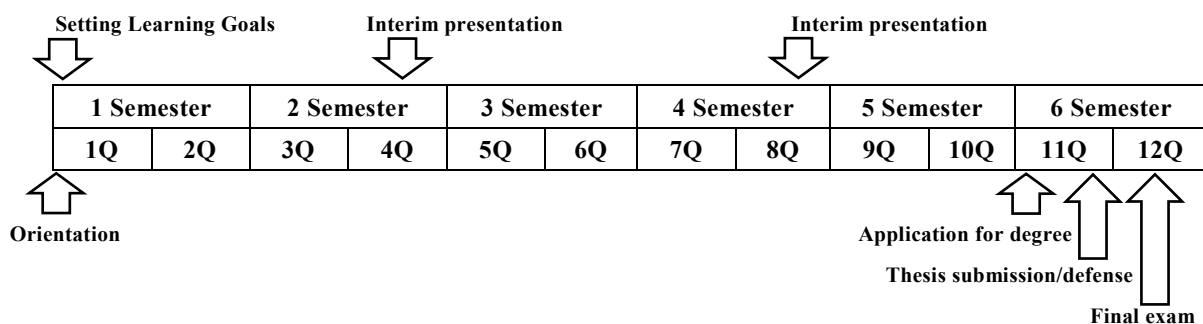 Setting Learning Goals Interim presentation Interim presentation
1 Semester 2 Semester 3 Semester 4 Semester 5 Semester 6 Semester
1Q 2Q 3Q 4Q 5Q 6Q 7Q 8Q 9Q 10Q 11Q 12Q
Orientation Application for degree
Thesis submission/defense
Final exam